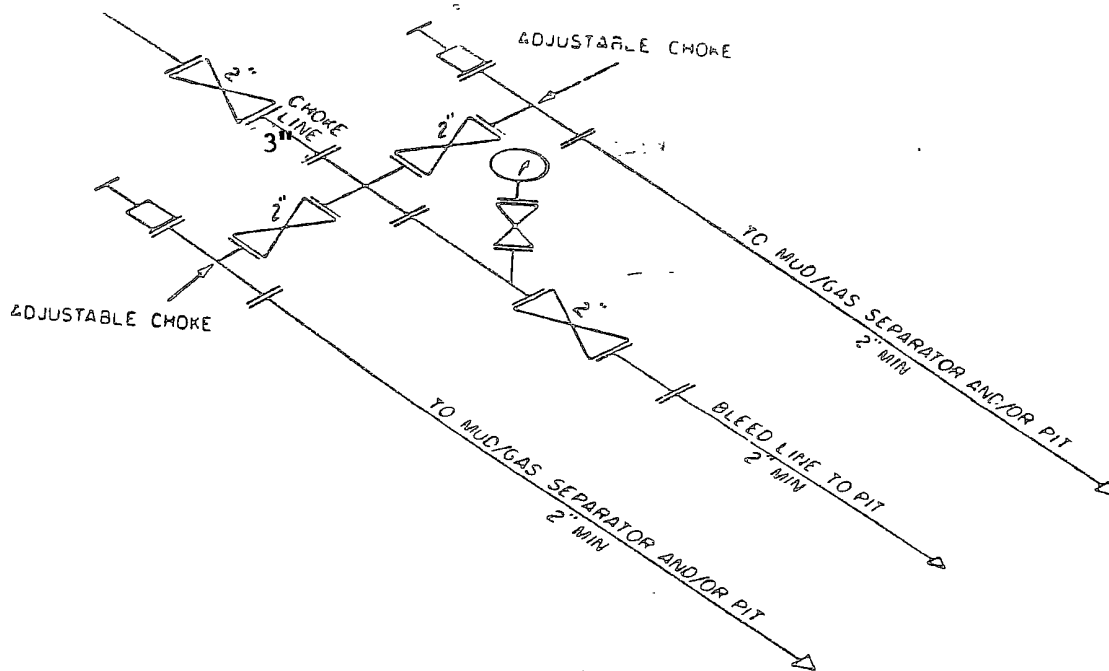 ADJUSTABLE CHOKE
2"
CHOKE
LINE
3"
2"
2"
ADJUSTABLE CHOKE
2"
TO MUD/GAS SEPARATOR AND/OR PIT
2" MIN
BLEED LINE TO PIT
2" MIN
TO MUD/GAS SEPARATOR AND/OR PIT
2" MIN